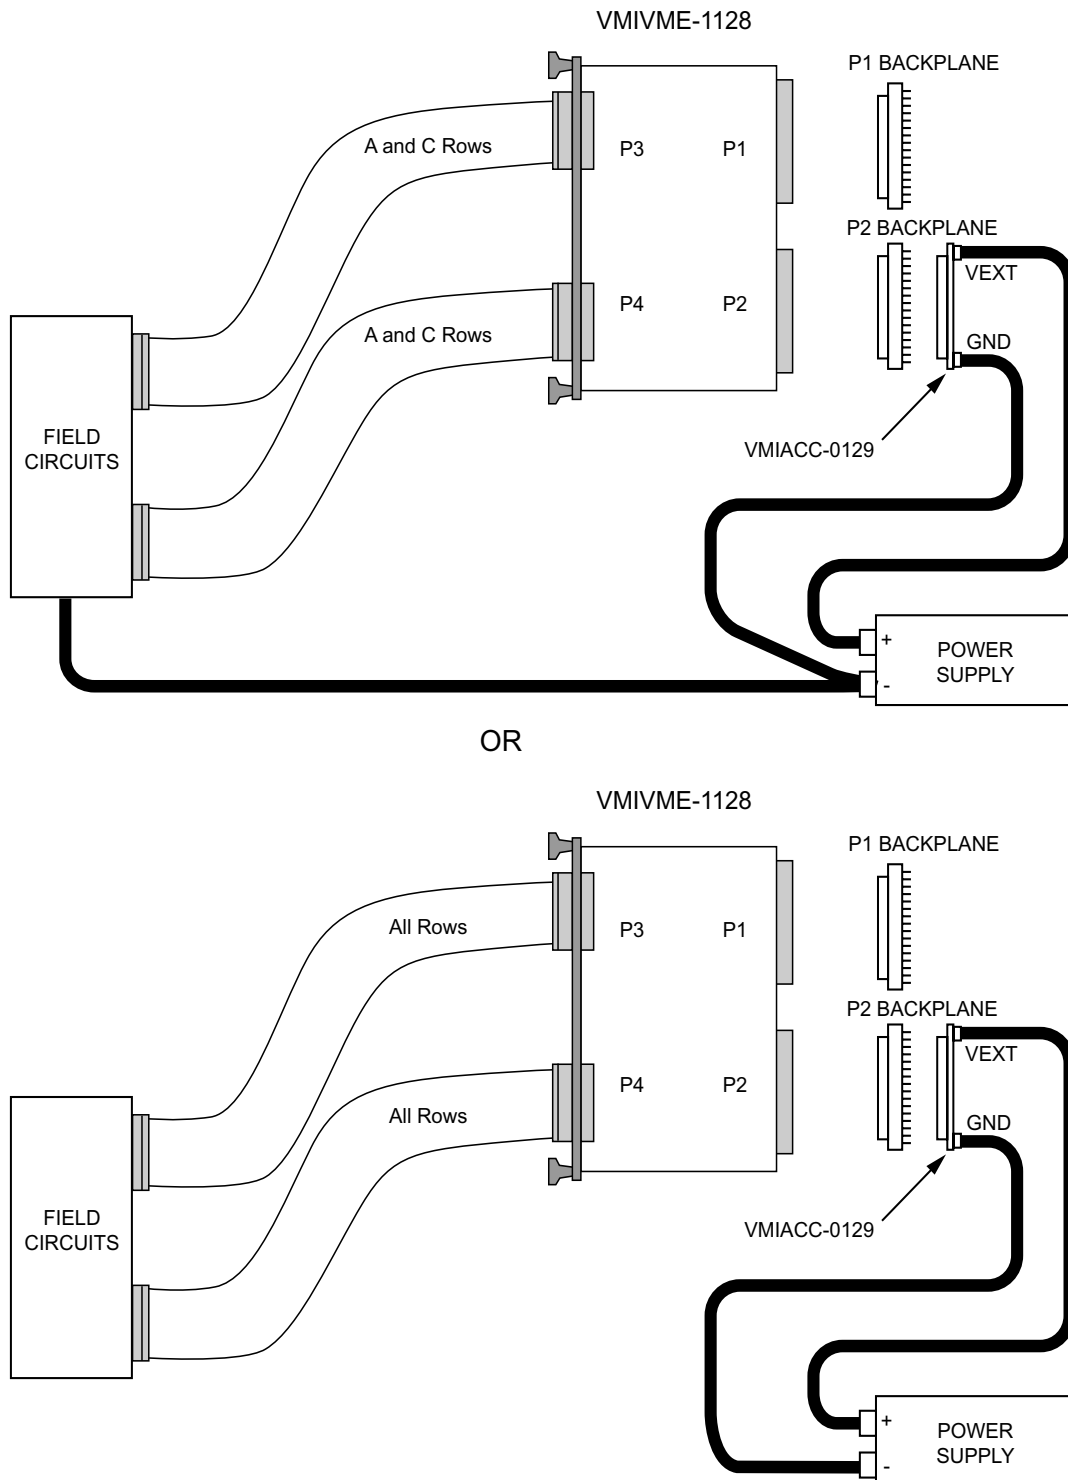 VMIVME-1128
P1 BACKPLANE
A and C Rows
P3
P1
P2 BACKPLANE
VEXT
P4
P2
A and C Rows
GND
VMIACC-0129
FIELD
CIRCUITS
+
POWER
SUPPLY
-
OR
VMIVME-1128
P1 BACKPLANE
All Rows
P3
P1
P2 BACKPLANE
VEXT
P4
P2
All Rows
GND
VMIACC-0129
FIELD
CIRCUITS
+
POWER
SUPPLY
-